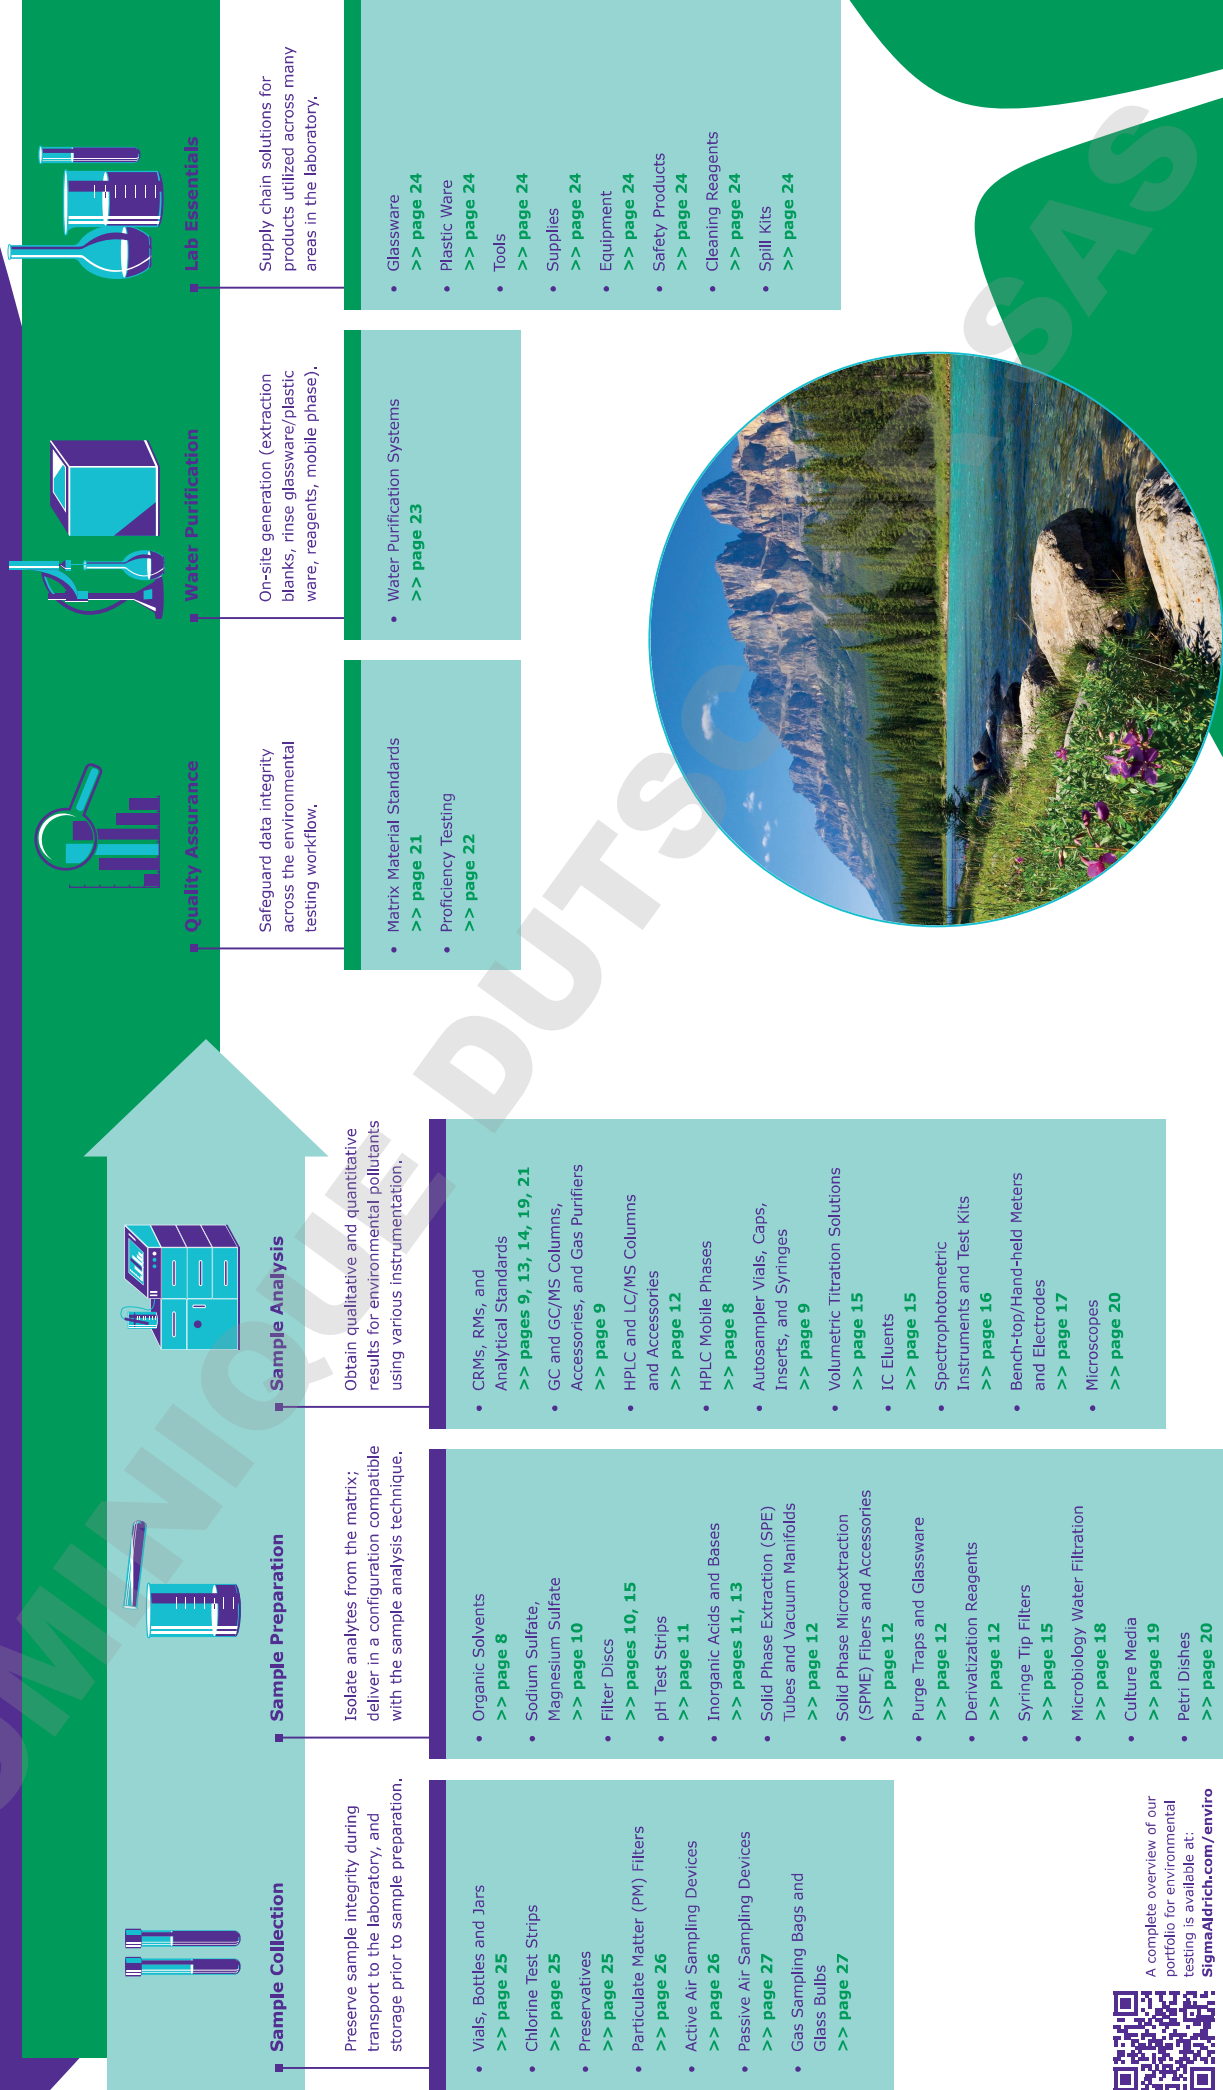 Sample Collection
Preserve sample integrity during
transport to the laboratory, and
storage prior to sample preparation.
• Vials, Bottles and Jars
>> page 25
• Chlorine Test Strips
>> page 25
• Preservatives
>> page 25
• Particulate Matter (PM) Filters
>> page 26
• Active Air Sampling Devices
>> page 26
• Passive Air Sampling Devices
>> page 27
• Gas Sampling Bags and
Glass Bulbs
>> page 27
Sample Preparation
Isolate analytes from the matrix;
deliver in a configuration compatible
with the sample analysis technique.
• Organic Solvents
>> page 8
• Sodium Sulfate,
Magnesium Sulfate
>> page 10
• Filter Discs
>> pages 10, 15
• pH Test Strips
>> page 11
• Inorganic Acids and Bases
>> pages 11, 13
• Solid Phase Extraction (SPE)
Tubes and Vacuum Manifolds
>> page 12
• Solid Phase Microextraction
(SPME) Fibers and Accessories
>> page 12
• Purge Traps and Glassware
>> page 12
• Derivatization Reagents
>> page 12
• Syringe Tip Filters
>> page 15
• Microbiology Water Filtration
>> page 18
• Culture Media
>> page 19
• Petri Dishes
>> page 20
Sample Analysis
Obtain qualitative and quantitative
results for environmental pollutants
using various instrumentation.
• CRMs, RMs, and
Analytical Standards
>> pages 9, 13, 14, 19, 21
• GC and GC/MS Columns,
Accessories, and Gas Purifiers
>> page 9
• HPLC and LC/MS Columns
and Accessories
>> page 12
• HPLC Mobile Phases
>> page 8
• Autosampler Vials, Caps,
Inserts, and Syringes
>> page 9
• Volumetric Titration Solutions
>> page 15
• IC Eluents
>> page 15
• Spectrophotometric
Instruments and Test Kits
>> page 16
• Bench-top/Hand-held Meters
and Electrodes
>> page 17
• Microscopes
>> page 20
Quality Assurance
Safeguard data integrity
across the environmental
testing workflow.
• Matrix Material Standards
>> page 21
• Proficiency Testing
>> page 22
Water Purification
On-site generation (extraction
blanks, rinse glassware/plastic
ware, reagents, mobile phase).
• Water Purification Systems
>> page 23
Lab Essentials
Supply chain solutions for
products utilized across many
areas in the laboratory.
• Glassware
>> page 24
• Plastic Ware
>> page 24
• Tools
>> page 24
• Supplies
>> page 24
• Equipment
>> page 24
• Safety Products
>> page 24
• Cleaning Reagents
>> page 24
• Spill Kits
>> page 24
A complete overview of our
portfolio for environmental
testing is available at:
SigmaAldrich.com/enviro